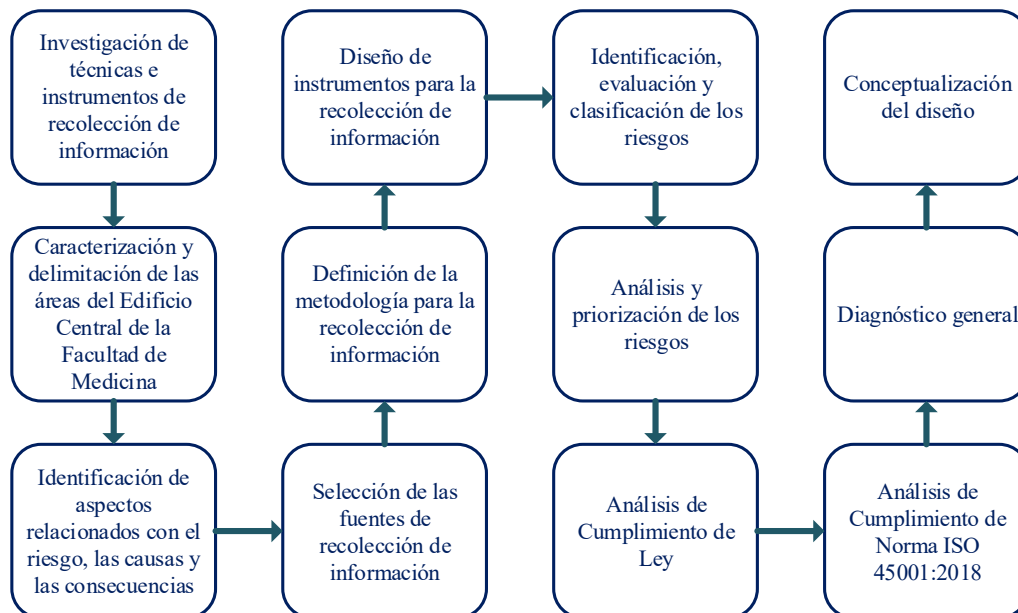 Investigación de
técnicas e
instrumentos de
recolección de
información
Caracterización y
delimitación de las
áreas del Edificio
Central de la
Facultad de
Medicina
Identificación de
aspectos
relacionados con el
riesgo, las causas y
las consecuencias
Selección de las
fuentes de
recolección de
información
Definición de la
metodología para la
recolección de
información
Diseño de
instrumentos para la
recolección de
información
Identificación,
evaluación y
clasificación de los
riesgos
Análisis y
priorización de los
riesgos
Análisis de
Cumplimiento de
Ley
Análisis de
Cumplimiento de
Norma ISO
45001:2018
Diagnóstico general
Conceptualización
del diseño